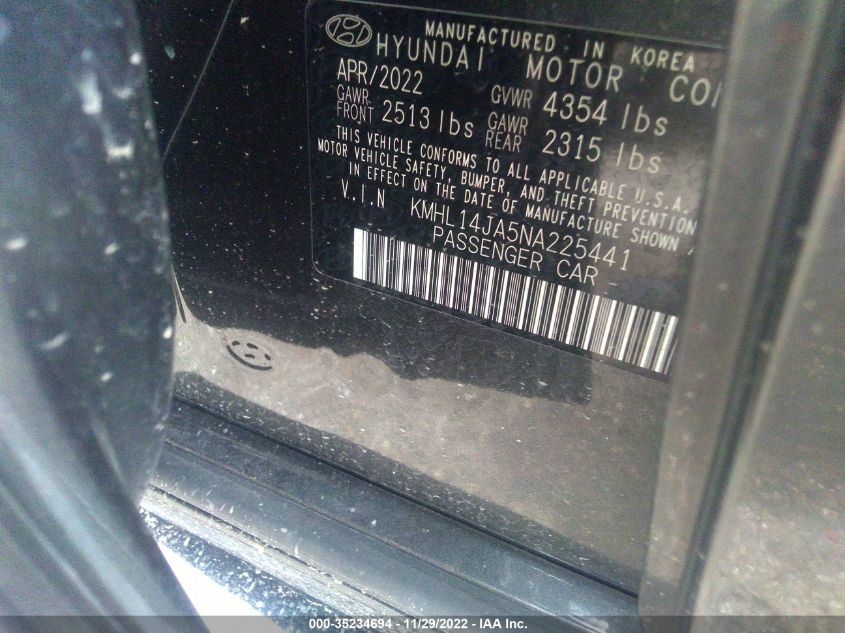 MANUFACTURED IN KOREA
HYUNDAI MOTOR
APR/2022 GVWR 4354 lbs
GAWR FRONT 2513 lbs GAWR REAR 2315 lbs
THIS VEHICLE CONFORMS TO ALL APPLICABLE U.S.A.
MOTOR VEHICLE SAFETY, BUMPER, AND THEFT PREVENTION
IN EFFECT ON THE DATE OF MANUFACTURE SHOWN
V.I.N KMHL14JA5NA225441
PASSENGER CAR
000-35234694 - 11/29/2022 - IAA Inc.